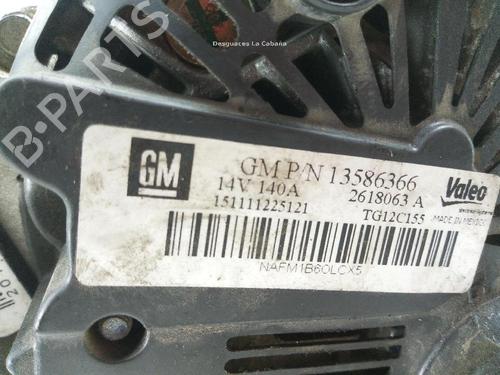 Desguaces La Cabaña
B-PARTS
GM
GM P/N 13586366
14V 140A
2618063 A
Valeo
151111225121
TG12C155
MADE IN MEXICO
NAFM1B60LCX5